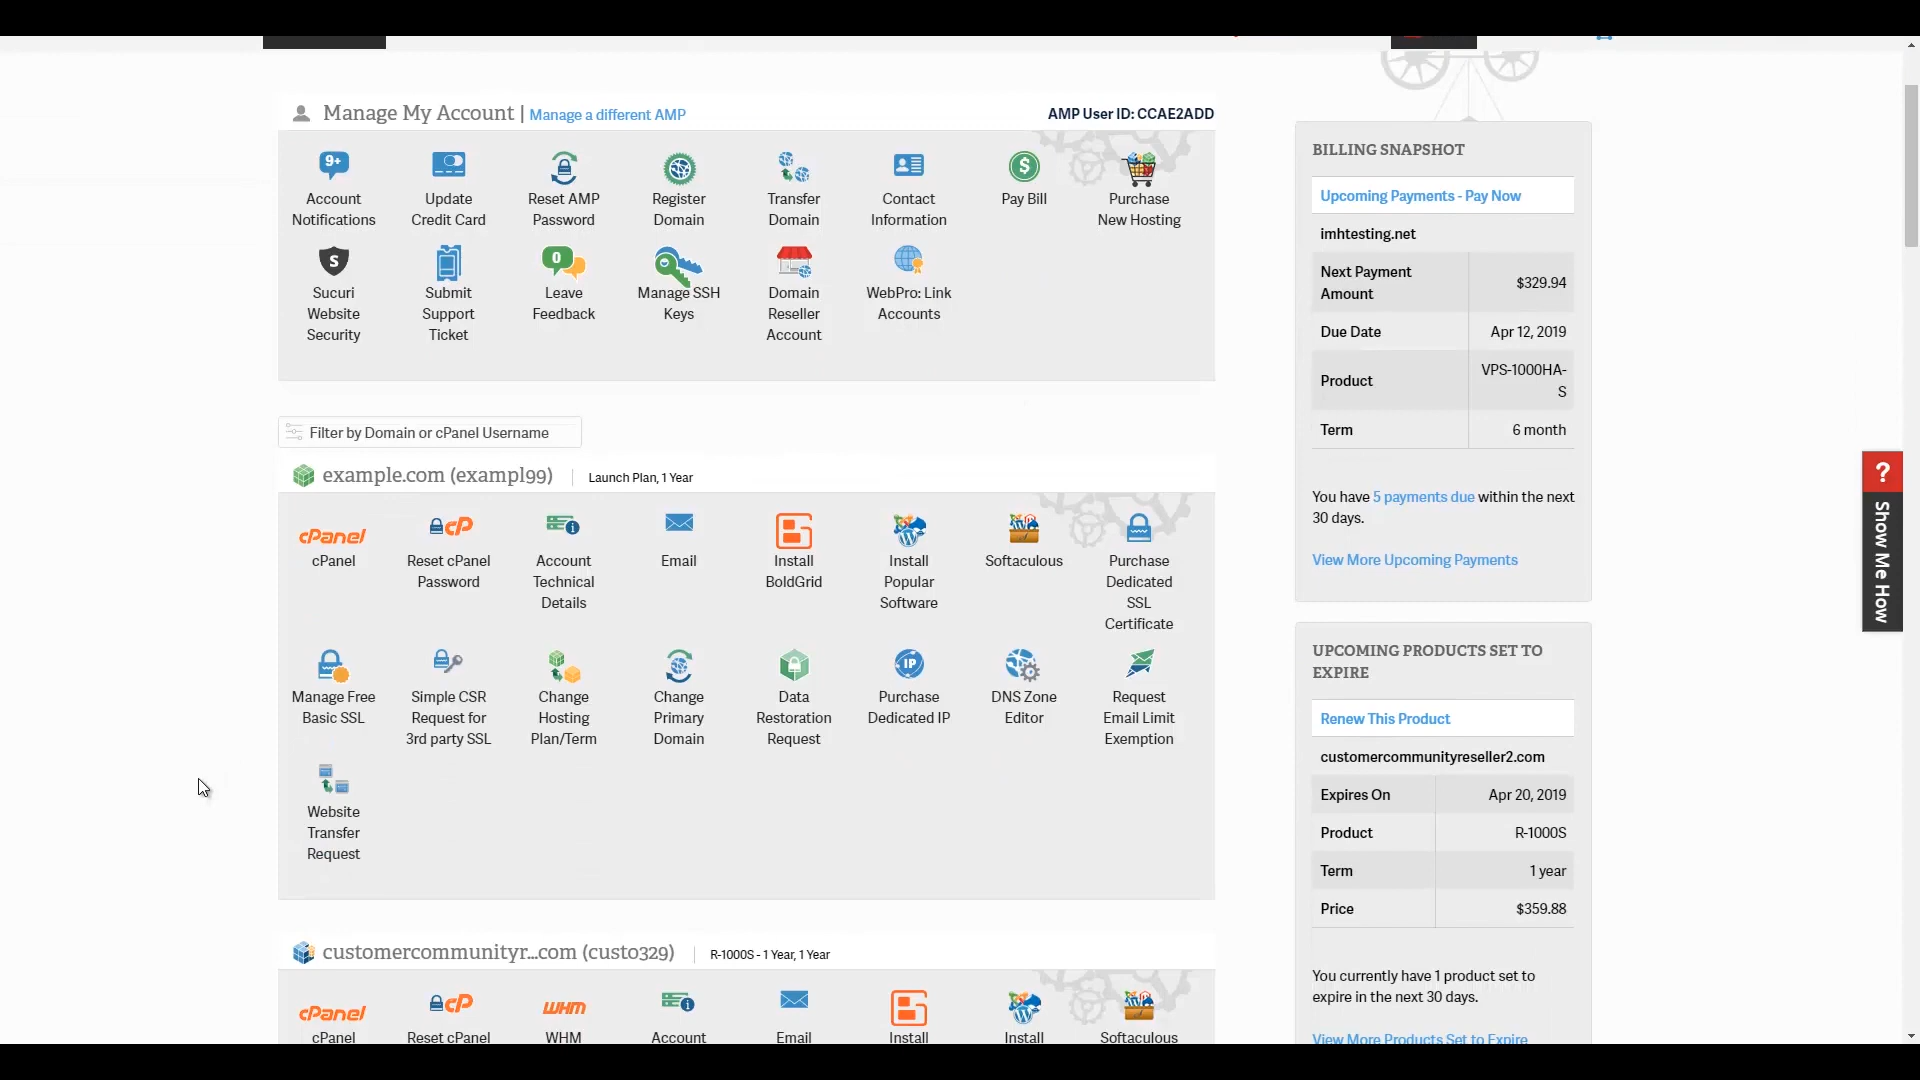 Manage My Account | Manage a different AMP
AMP User ID: CCAE2ADD
9+
Account
Notifications
Update
Credit Card
Reset AMP
Password
Register
Domain
Transfer
Domain
Contact
Information
$
Pay Bill
Purchase
New Hosting
S
Sucuri
Website
Security
Submit
Support
Ticket
0
Leave
Feedback
Manage SSH
Keys
Domain
Reseller
Account
WebPro: Link
Accounts
Filter by Domain or cPanel Username
example.com (exampl99)
Launch Plan, 1 Year
cPanel
cPanel
cP
Reset cPanel
Password
Account
Technical
Details
Email
Install
BoldGrid
Install
Popular
Software
Softaculous
Purchase
Dedicated
SSL
Certificate
Manage Free
Basic SSL
Simple CSR
Request for
3rd party SSL
Change
Hosting
Plan/Term
Change
Primary
Domain
Data
Restoration
Request
IP
Purchase
Dedicated IP
DNS Zone
Editor
Request
Email Limit
Exemption
Website
Transfer
Request
customercommunityr...com (custo329)
R-1000S - 1 Year, 1 Year
cPanel
cPanel
cP
Reset cPanel
WHM
WHM
Account
Email
Install
Install
Softaculous
BILLING SNAPSHOT
Upcoming Payments - Pay Now
imhtesting.net
Next Payment
Amount
$329.94
Due Date
Apr 12, 2019
Product
VPS-1000HA-
S
Term
6 month
You have 5 payments due within the next
30 days.
View More Upcoming Payments
UPCOMING PRODUCTS SET TO
EXPIRE
Renew This Product
customercommunityreseller2.com
Expires On
Apr 20, 2019
Product
R-1000S
Term
1 year
Price
$359.88
You currently have 1 product set to
expire in the next 30 days.
View More Products Set to Expire
?
Show Me How